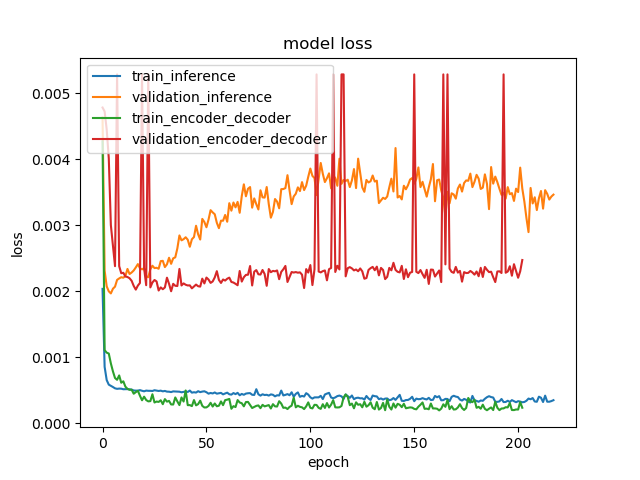 model loss
train_inference
validation_inference
train_encoder_decoder
validation_encoder_decoder
loss
0.005
0.004
0.003
0.002
0.001
0.000
0 50 100 150 200
epoch